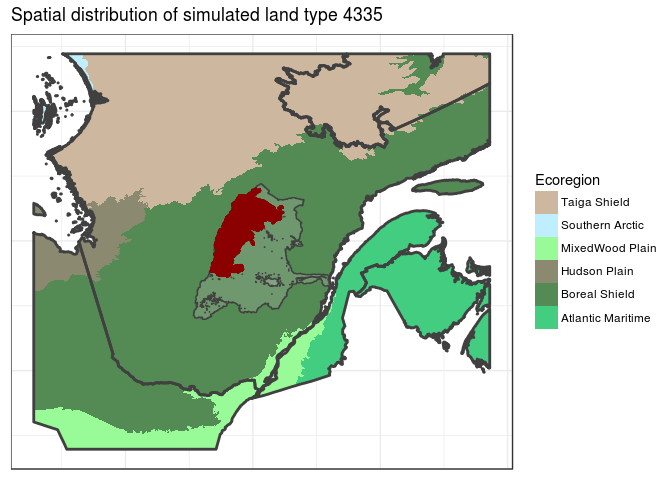 Spatial distribution of simulated land type 4335
Ecoregion
Taiga Shield
Southern Arctic
MixedWood Plain
Hudson Plain
Boreal Shield
Atlantic Maritime